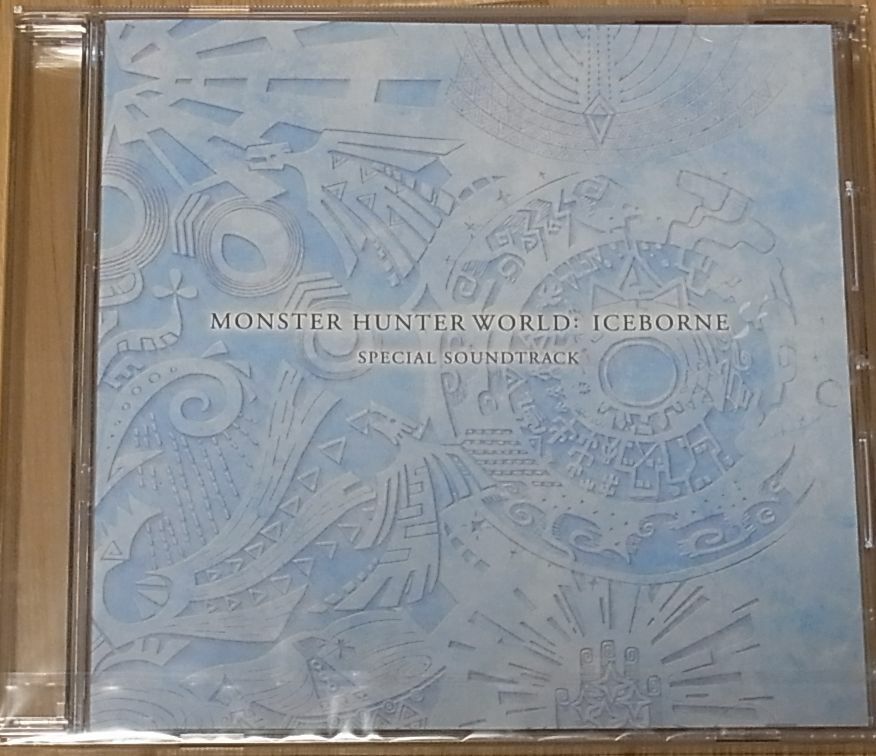 MONSTER HUNTER WORLD: ICEBORNE
SPECIAL SOUNDTRACK